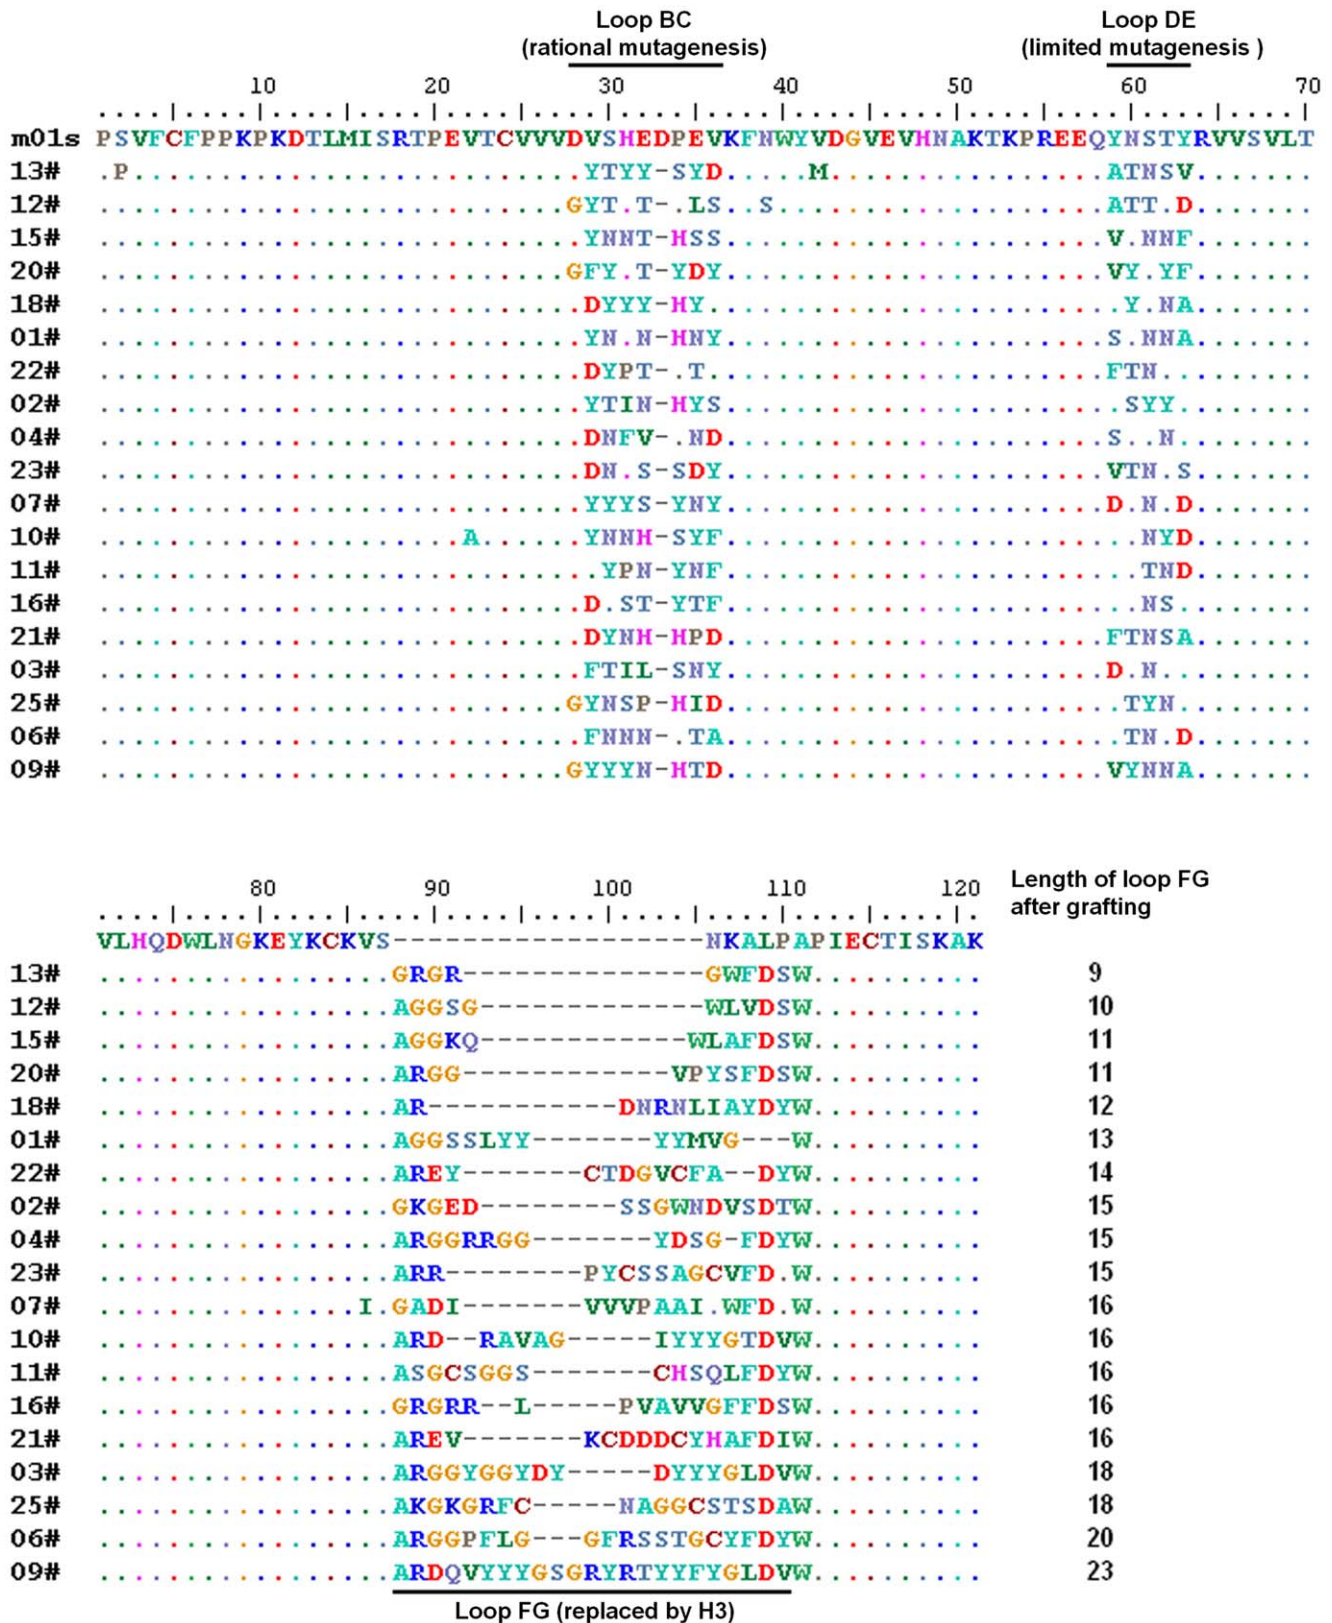 Loop BC
(rational mutagenesis)
Loop DE
(limited mutagenesis )
10 20 30 40 50 60 70
m01s PSVFCFPPKPKDTLMISRTPEVTCVVVDVSHEDPEVKFNWYVDGVEVHNAKTKPREEQYNSTYRVVSVLT
13# .P..........................YTYY-SYD.....M................ATNSV.......
12# ...........................GYT.T-.LS..S...................ATT.D.......
15# ............................YNNT-HSS......................V.NNF.......
20# ...........................GFY.T-YDY......................VY.YF.......
18# ............................DYYY-HY........................Y.NA.......
01# ............................YN.N-HNY......................S.NNA.......
22# ............................DYPT-.T.......................FTN.........
02# ............................YTIN-HYS.......................SYY........
04# ............................DNFV-.ND......................S..N........
23# ............................DN.S-SDY......................VTN.S.......
07# ............................YYYS-YNY......................D.N.D.......
10# .....................A......YNNH-SYF........................NYD.......
11# .............................YPN-YNF........................TND.......
16# ............................D.ST-YTF........................NS........
21# ............................DYNH-HPD......................FTNSA.......
03# ............................FTIL-SNY......................D.N.........
25# ...........................GYNSP-HID.......................TYN........
06# ............................FNNN-.TA.......................TN.D.......
09# ...........................GYYYN-HTD......................VYNNA.......
80 90 100 110 120
Length of loop FG
after grafting
VLHQDWLNGKEYKCKVS------------------NKALPAPIECTISKAK
13# .................GRGR--------------GWFDSW.......... 9
12# .................AGGSG-------------WLVDSW.......... 10
15# .................AGGKQ------------WLAFDSW.......... 11
20# .................ARGG------------VPYSFDSW.......... 11
18# .................AR-----------DNRNLIAYDYW.......... 12
01# .................AGGSSLYY-------YYMVG---W.......... 13
22# .................AREY-------CTDGVCFA--DYW.......... 14
02# .................GKGED--------SSGWNDVSDTW.......... 15
04# .................ARGGRRGG-------YDSG-FDYW.......... 15
23# .................ARR--------PYCSSAGCVFD.W.......... 15
07# ...............I.GADI-------VVVPAAI.WFD.W.......... 16
10# .................ARD--RAVAG-----IYYYGTDVW.......... 16
11# .................ASGCSGGS-------CHSQLFDYW.......... 16
16# .................GRGRR--L-----PVAVVGFFDSW.......... 16
21# .................AREV-------KCDDDCYHAFDIW.......... 16
03# .................ARGGYGGYDY-----DYYYGLDVW.......... 18
25# .................AKGKGRFC-----NAGGCSTSDAW.......... 18
06# .................ARGGPFLG---GFRSSTGCYFDYW.......... 20
09# .................ARDQVYYYGSGRYRTYYFYGLDVW.......... 23
Loop FG (replaced by H3)